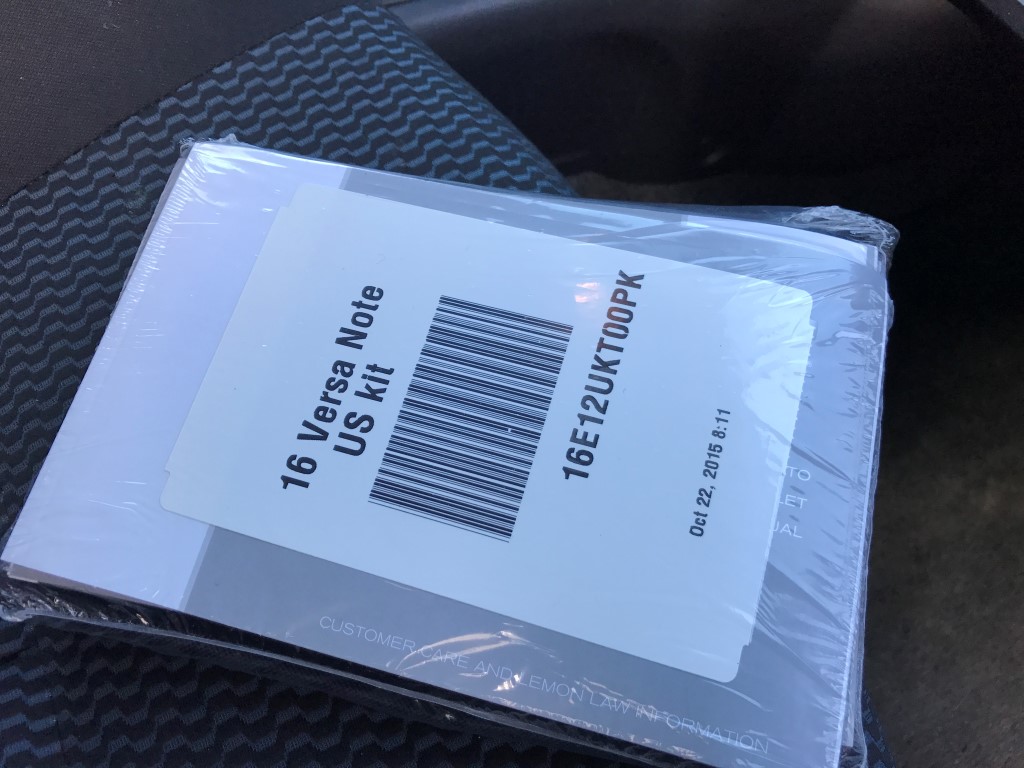 16 Versa Note
US kit
16E12UKT00PK
Oct 22, 2015 8:11
CUSTOMER CARE AND LEMON LAW INFORMATION